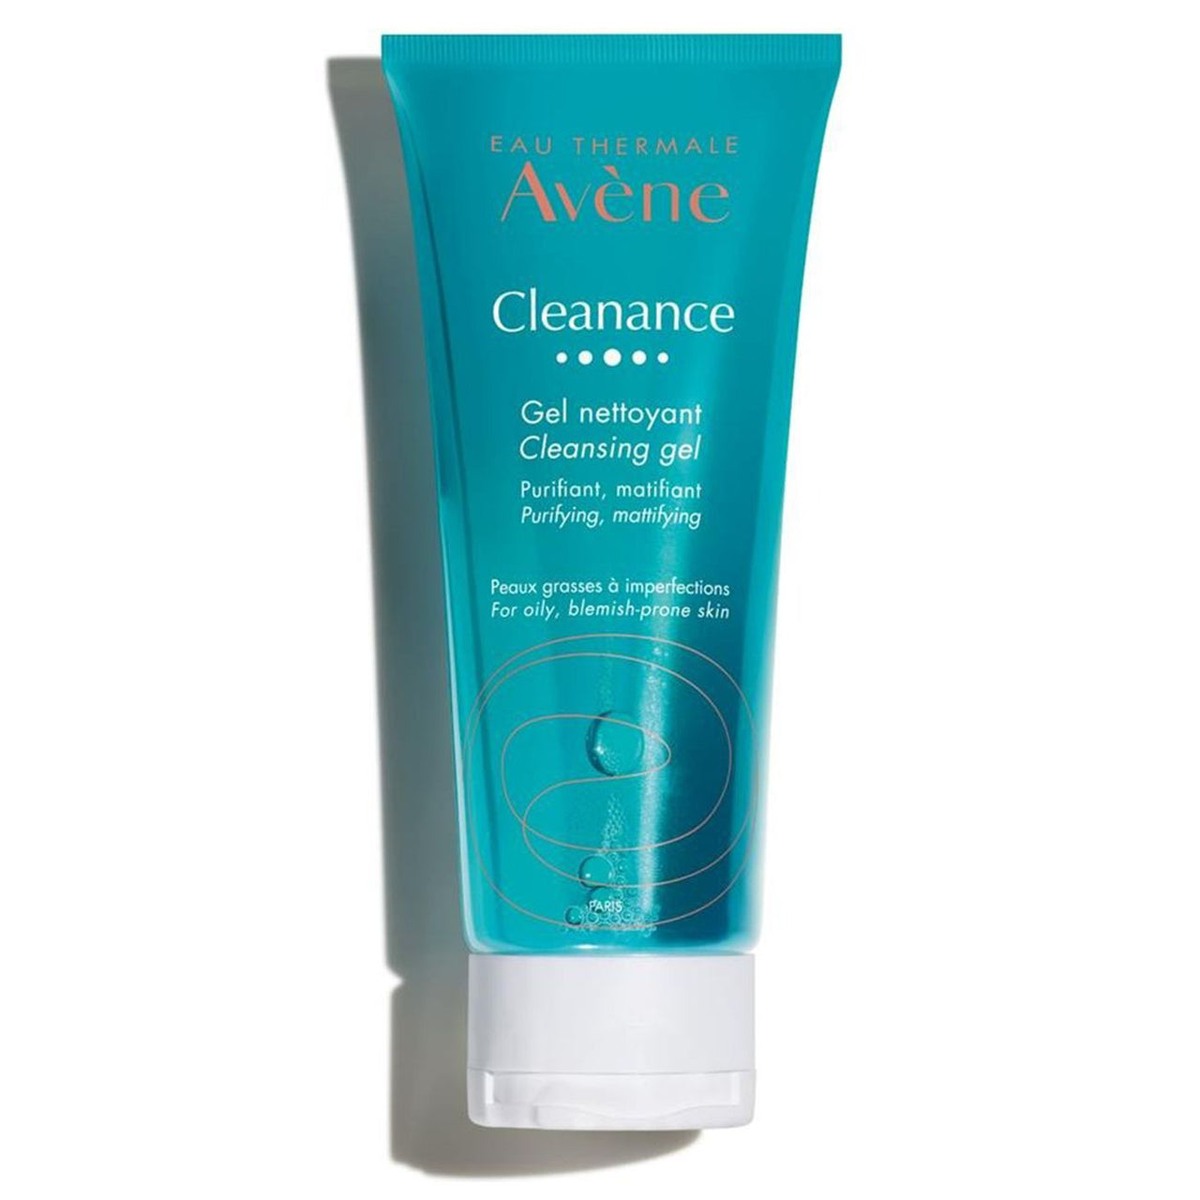 EAU THERMALE
Avène
Cleanance
Gel nettoyant
Cleansing gel
Purifiant, matifiant
Purifying, mattifying
Peaux grasses à imperfections
For oily, blemish-prone skin
PARIS